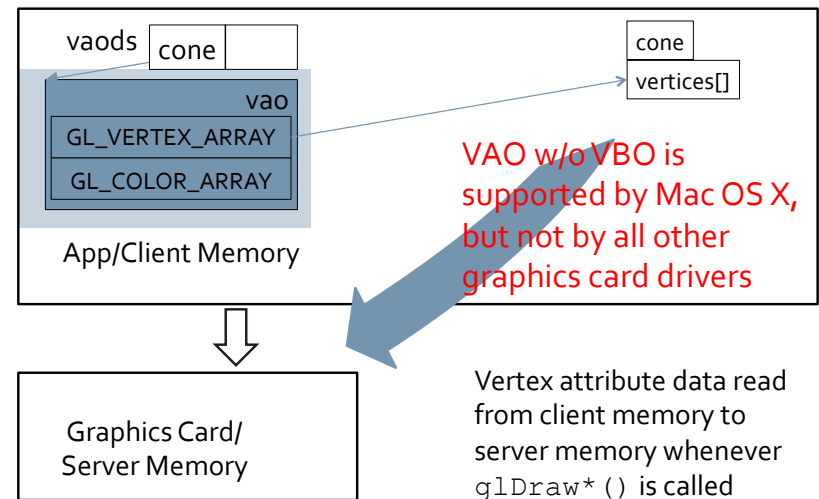 vaods
cone
cone
vertices[]
vao
GL_VERTEX_ARRAY
GL_COLOR_ARRAY
App/Client Memory
VAO w/o VBO is
supported by Mac OS X,
but not by all other
graphics card drivers
Graphics Card/
Server Memory
Vertex attribute data read
from client memory to
server memory whenever
glDraw*() is called